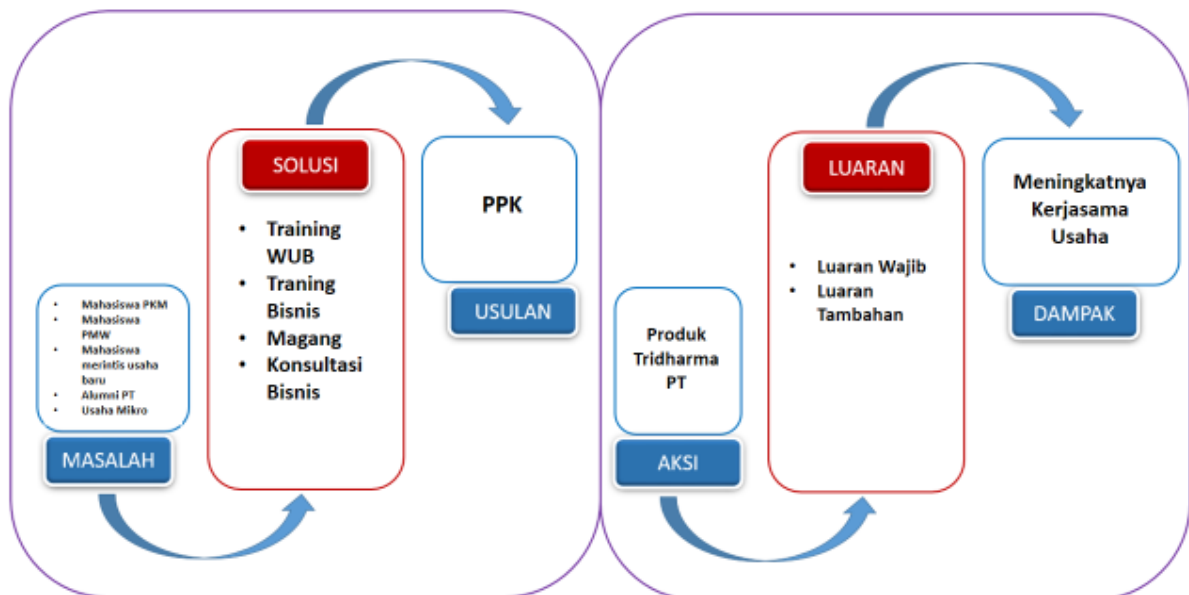 • Mahasiswa PKM
• Mahasiswa
PMW
• Mahasiswa
merintis usaha
baru
• Alumni PT
• Usaha Mikro
MASALAH
SOLUSI
• Training
WUB
• Traning
Bisnis
• Magang
• Konsultasi
Bisnis
PPK
USULAN
Produk
Tridharma
PT
AKSI
LUARAN
• Luaran Wajib
• Luaran
Tambahan
Meningkatnya
Kerjasama
Usaha
DAMPAK